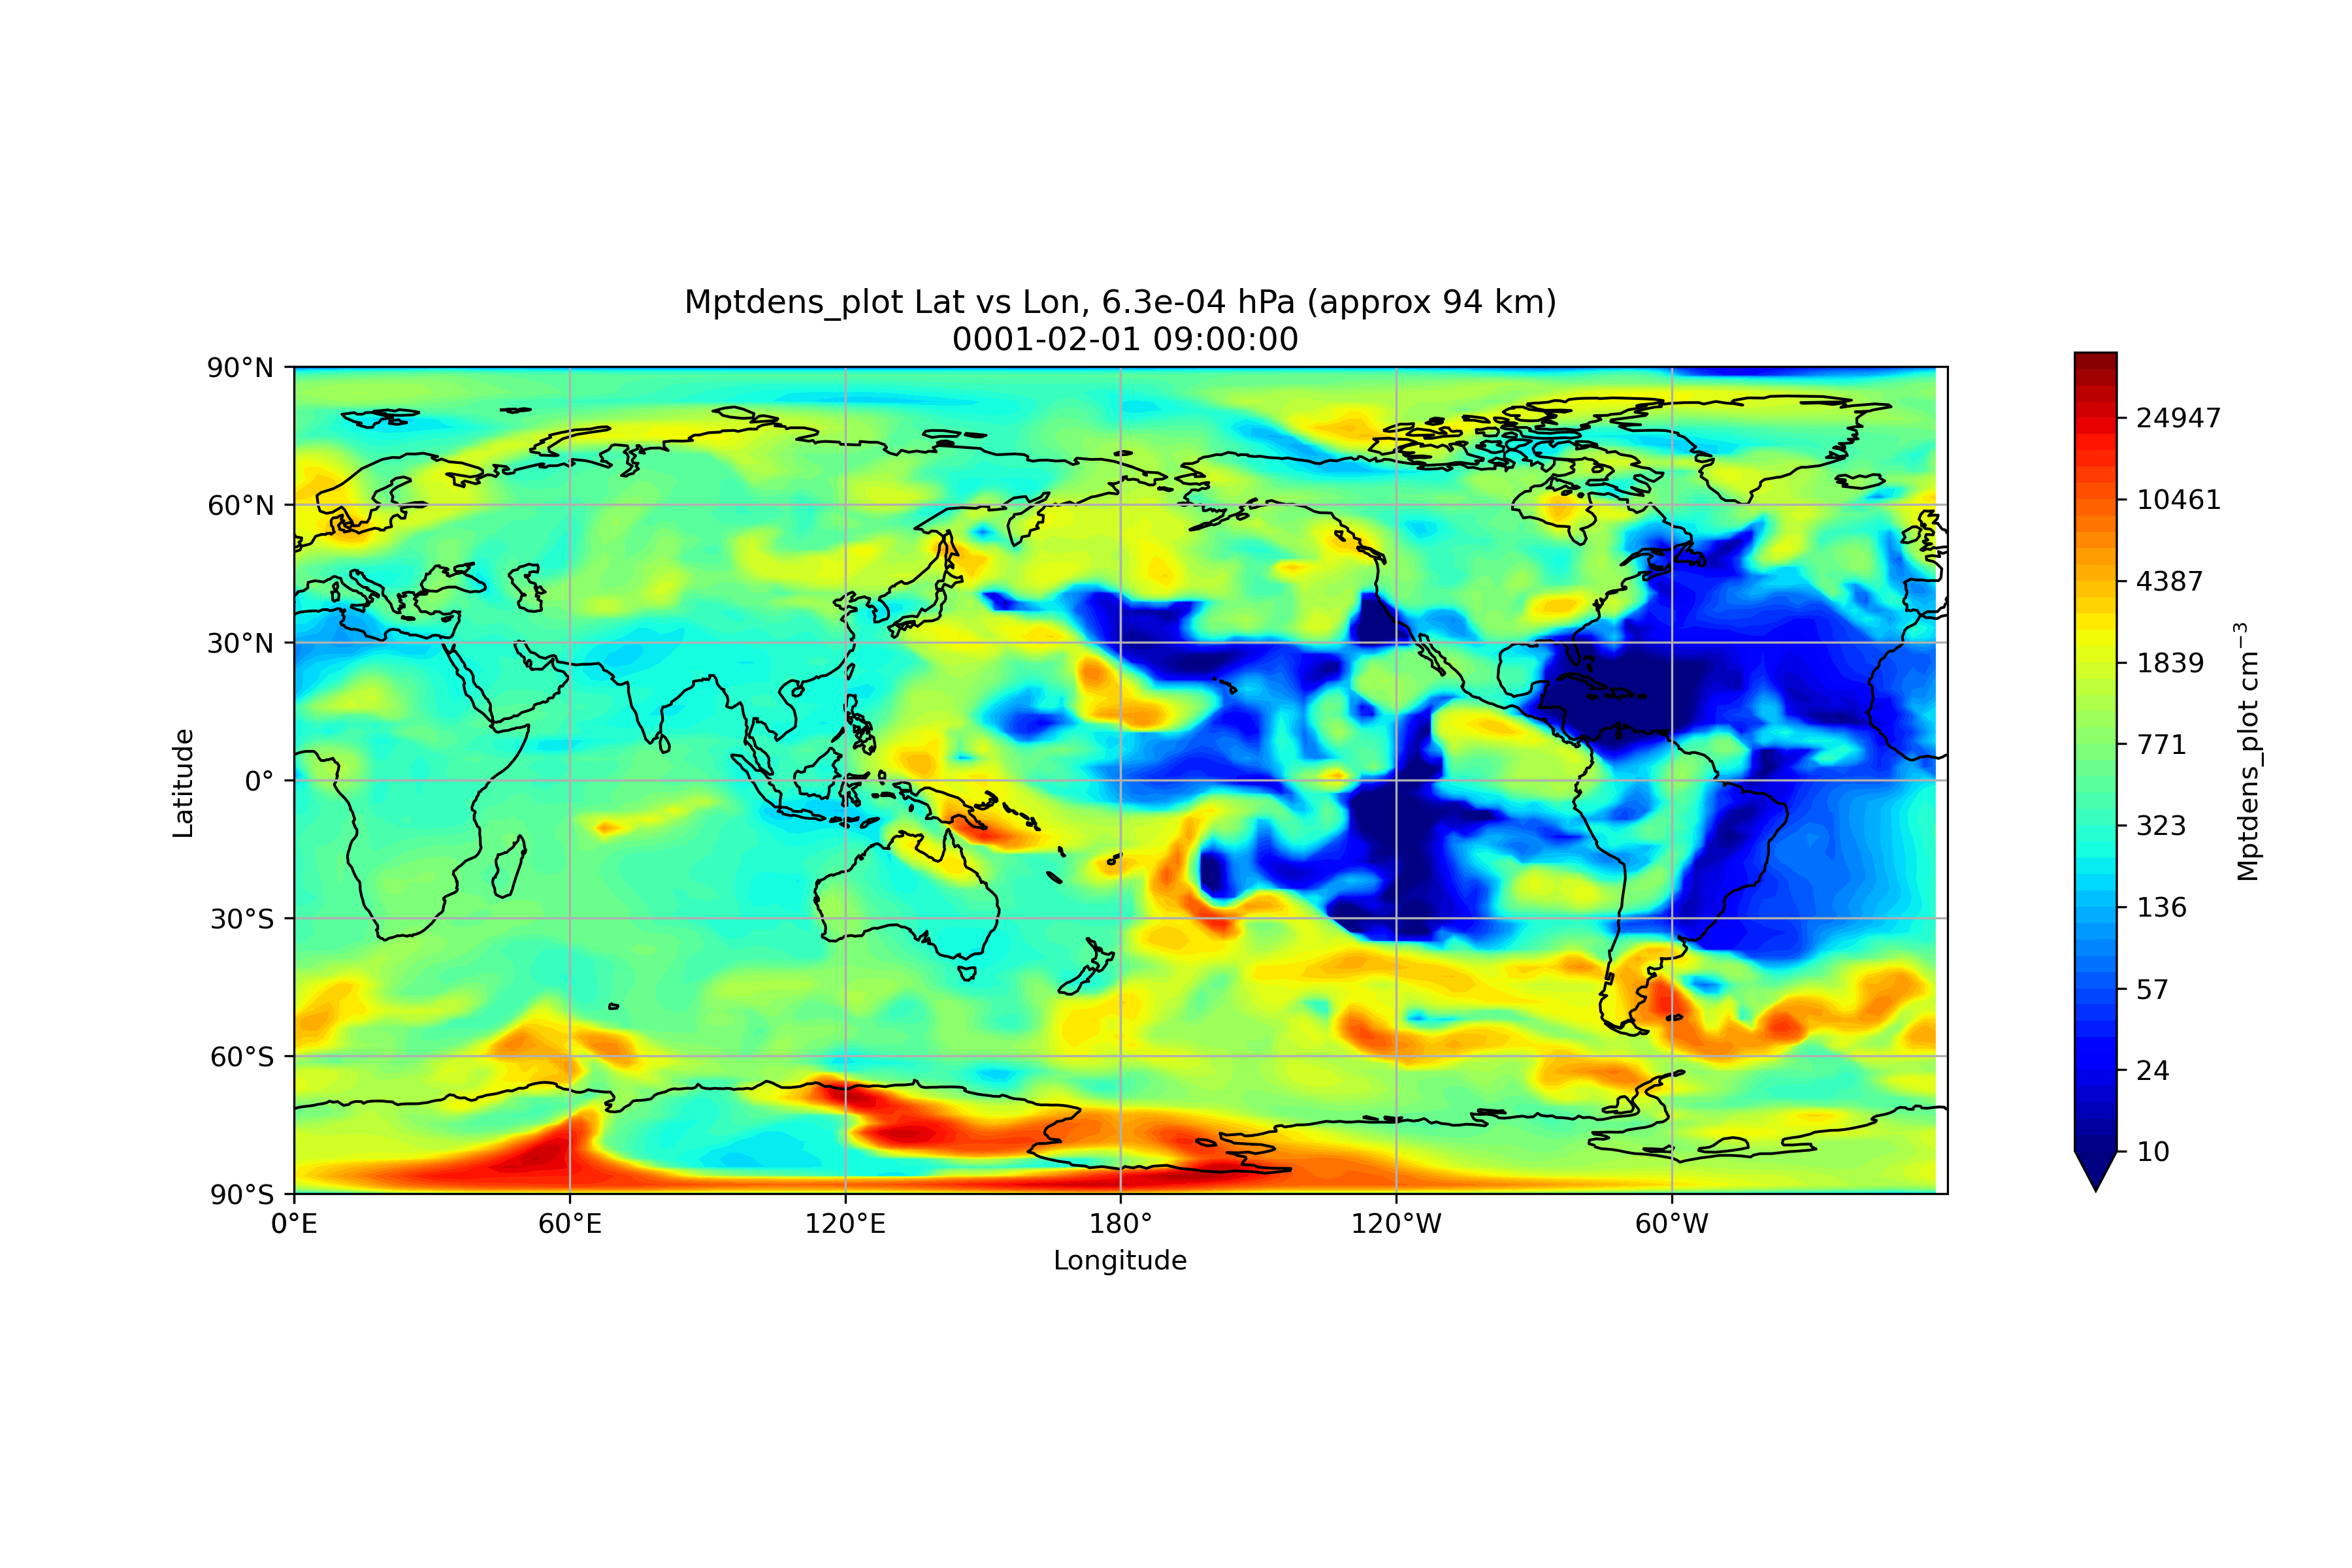 Mptdens_plot Lat vs Lon, 6.3e-04 hPa (approx 94 km)
0001-02-01 09:00:00
90°N
60°N
30°N
0°
30°S
60°S
90°S
Latitude
0°E
60°E
120°E
180°
120°W
60°W
Longitude
24947
10461
4387
1839
771
323
136
57
24
10
Mptdens_plot cm⁻³